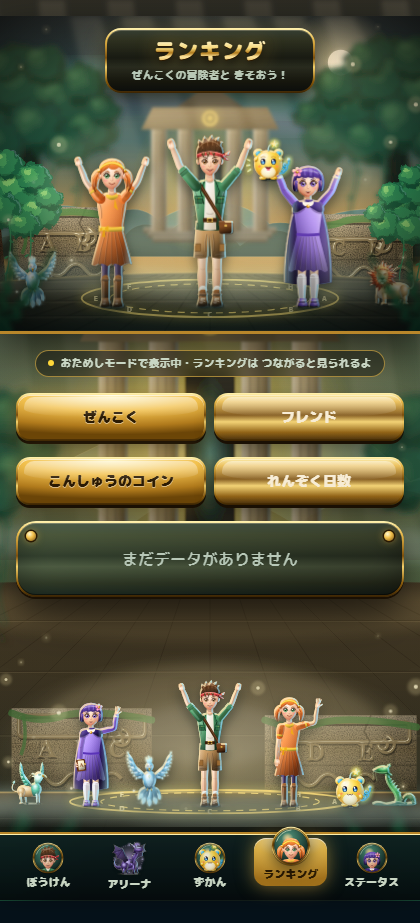 ランキング
ぜんこくの冒険者と きそおう！
おためしモードで表示中・ランキングは つながると見られるよ
ぜんこく
フレンド
こんしゅうのコイン
れんぞく日数
まだデータがありません
ぼうけん
アリーナ
ずかん
ランキング
ステータス